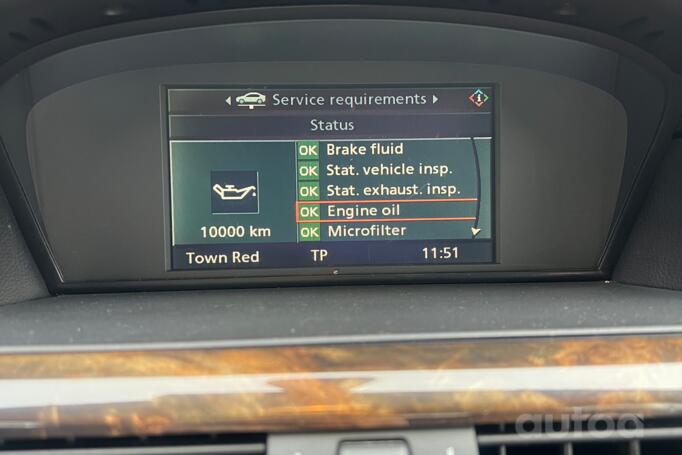 Service requirements
Status
OK Brake fluid
OK Stat. vehicle insp.
OK Stat. exhaust. insp.
OK Engine oil
10000 km
OK Microfilter
Town Red TP 11:51
autoa